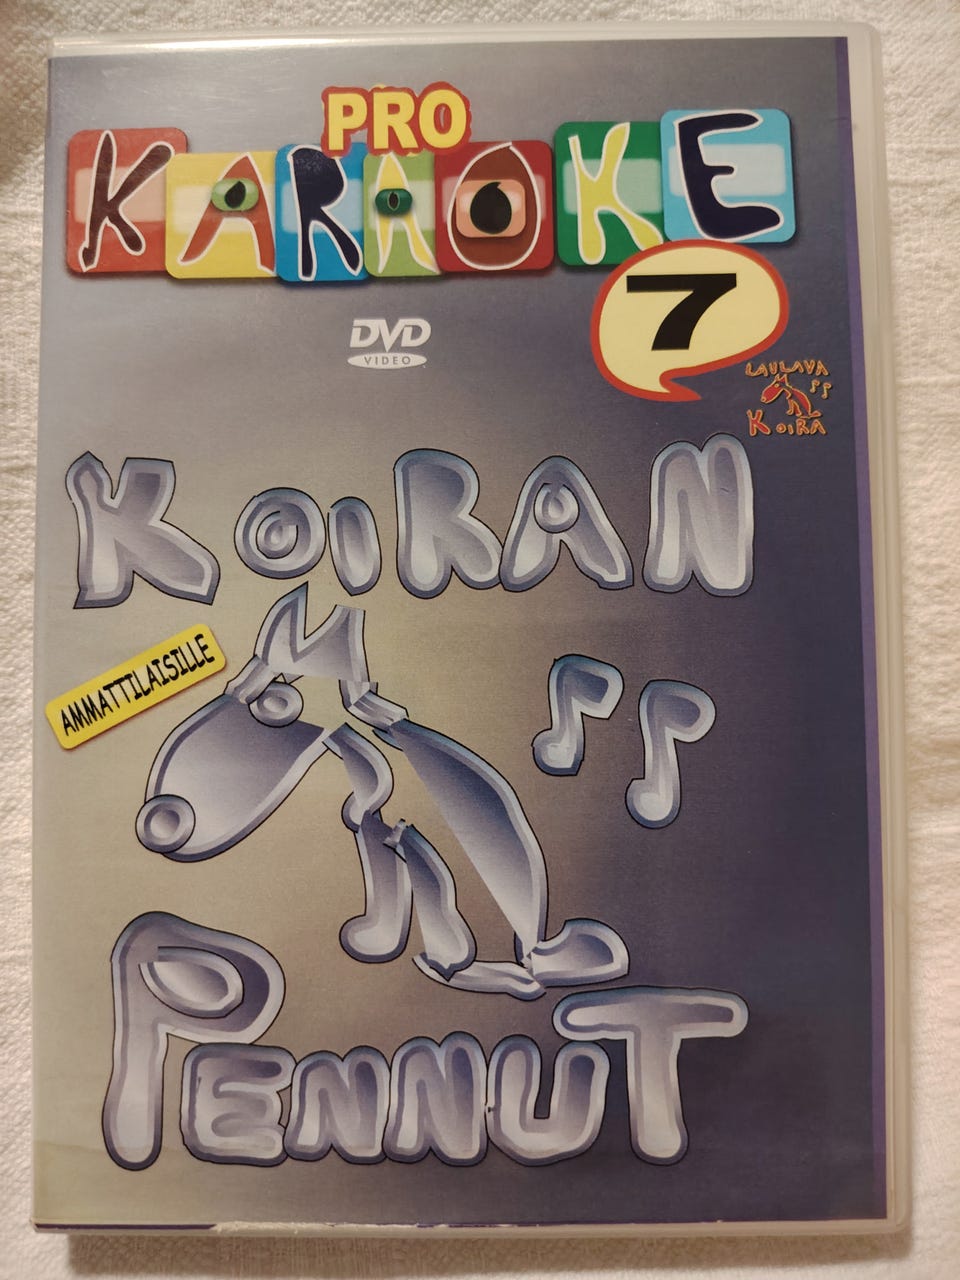 PRO
KARAOKE
7
DVD
VIDEO
LAULAVA
KOIRA
KOIRAN
AMMATTILAISILLE
PENNUT